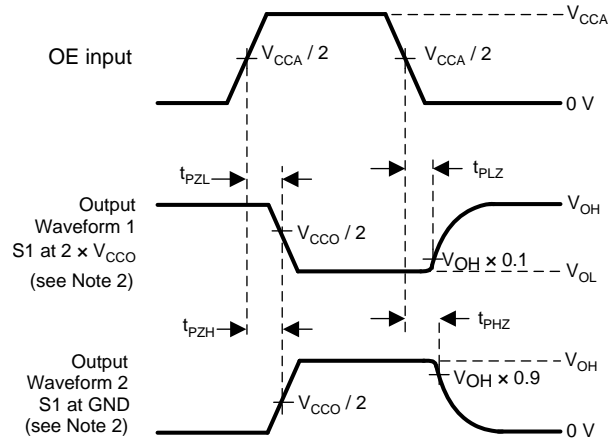 V_CCA
OE input
V_CCA / 2
V_CCA / 2
0 V
t_PZL
t_PLZ
Output
Waveform 1
S1 at 2 × V_CCO
(see Note 2)
V_CCO / 2
V_OH
V_OH × 0.1
V_OL
t_PZH
t_PHZ
Output
Waveform 2
S1 at GND
(see Note 2)
V_CCO / 2
V_OH
V_OH × 0.9
0 V